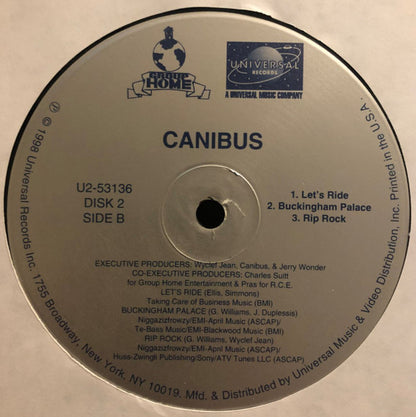 GROUP
HOME
UNIVERSAL
RECORDS
A UNIVERSAL MUSIC COMPANY
CANIBUS
U2-53136
DISK 2
SIDE B
1. Let's Ride
2. Buckingham Palace
3. Rip Rock
EXECUTIVE PRODUCERS: Wyclef Jean, Canibus, & Jerry Wonder
CO-EXECUTIVE PRODUCERS: Charles Suitt
for Group Home Entertainment & Pras for R.C.E.
LET'S RIDE (Ellis, Simmons)
Taking Care of Business Music (BMI)
BUCKINGHAM PALACE (G. Williams, J. Duplessis)
Niggazizfrowzy/EMI-April Music (ASCAP)/
Te-Bass Music/EMI-Blackwood Music (BMI)
RIP ROCK (G. Williams, Wyclef Jean)
Niggazizfrowzy/EMI-April Music (ASCAP)/
Huss-Zwingli Publishing/Sony/ATV Tunes LLC (ASCAP)
℗ © 1998 Universal Records Inc. 1755 Broadway, New York, NY 10019. Mfd. & Distributed by Universal Music & Video Distribution, Inc. Printed in the U.S.A.